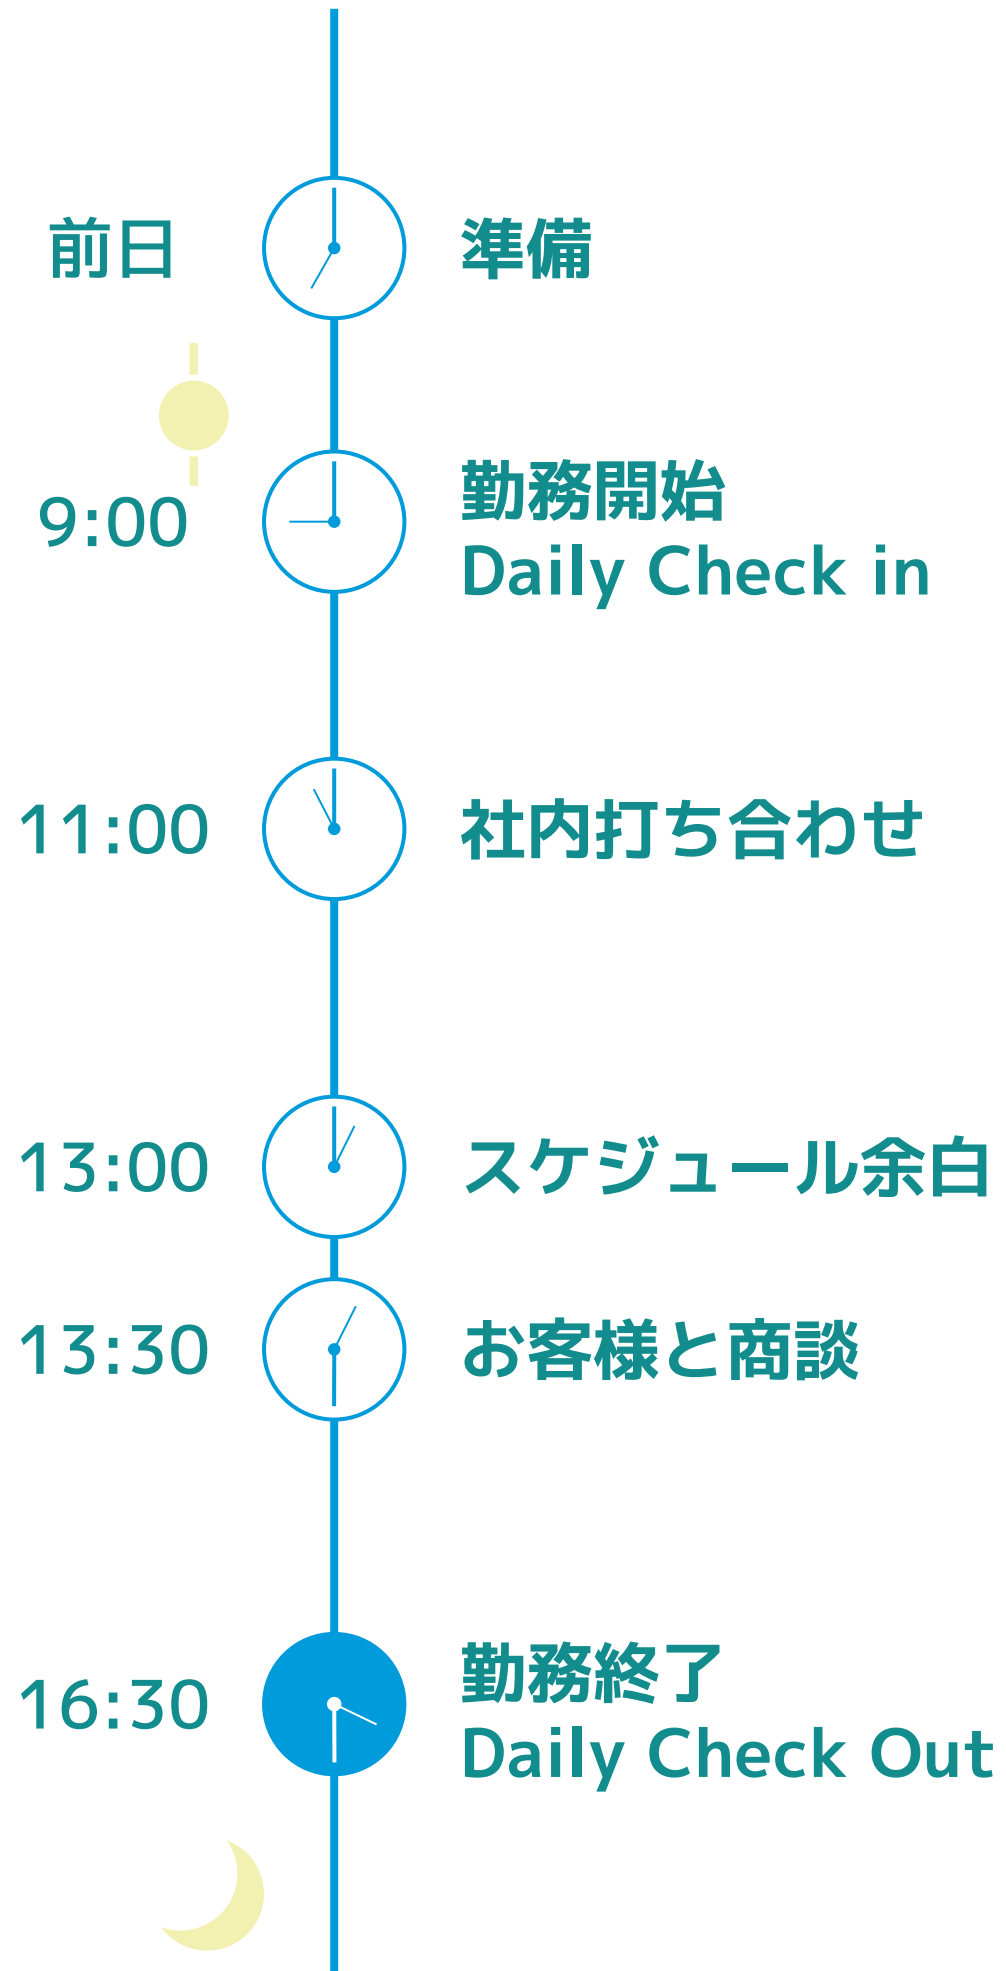 前日
準備
9:00
勤務開始
Daily Check in
11:00
社内打ち合わせ
13:00
スケジュール余白
13:30
お客様と商談
16:30
勤務終了
Daily Check Out